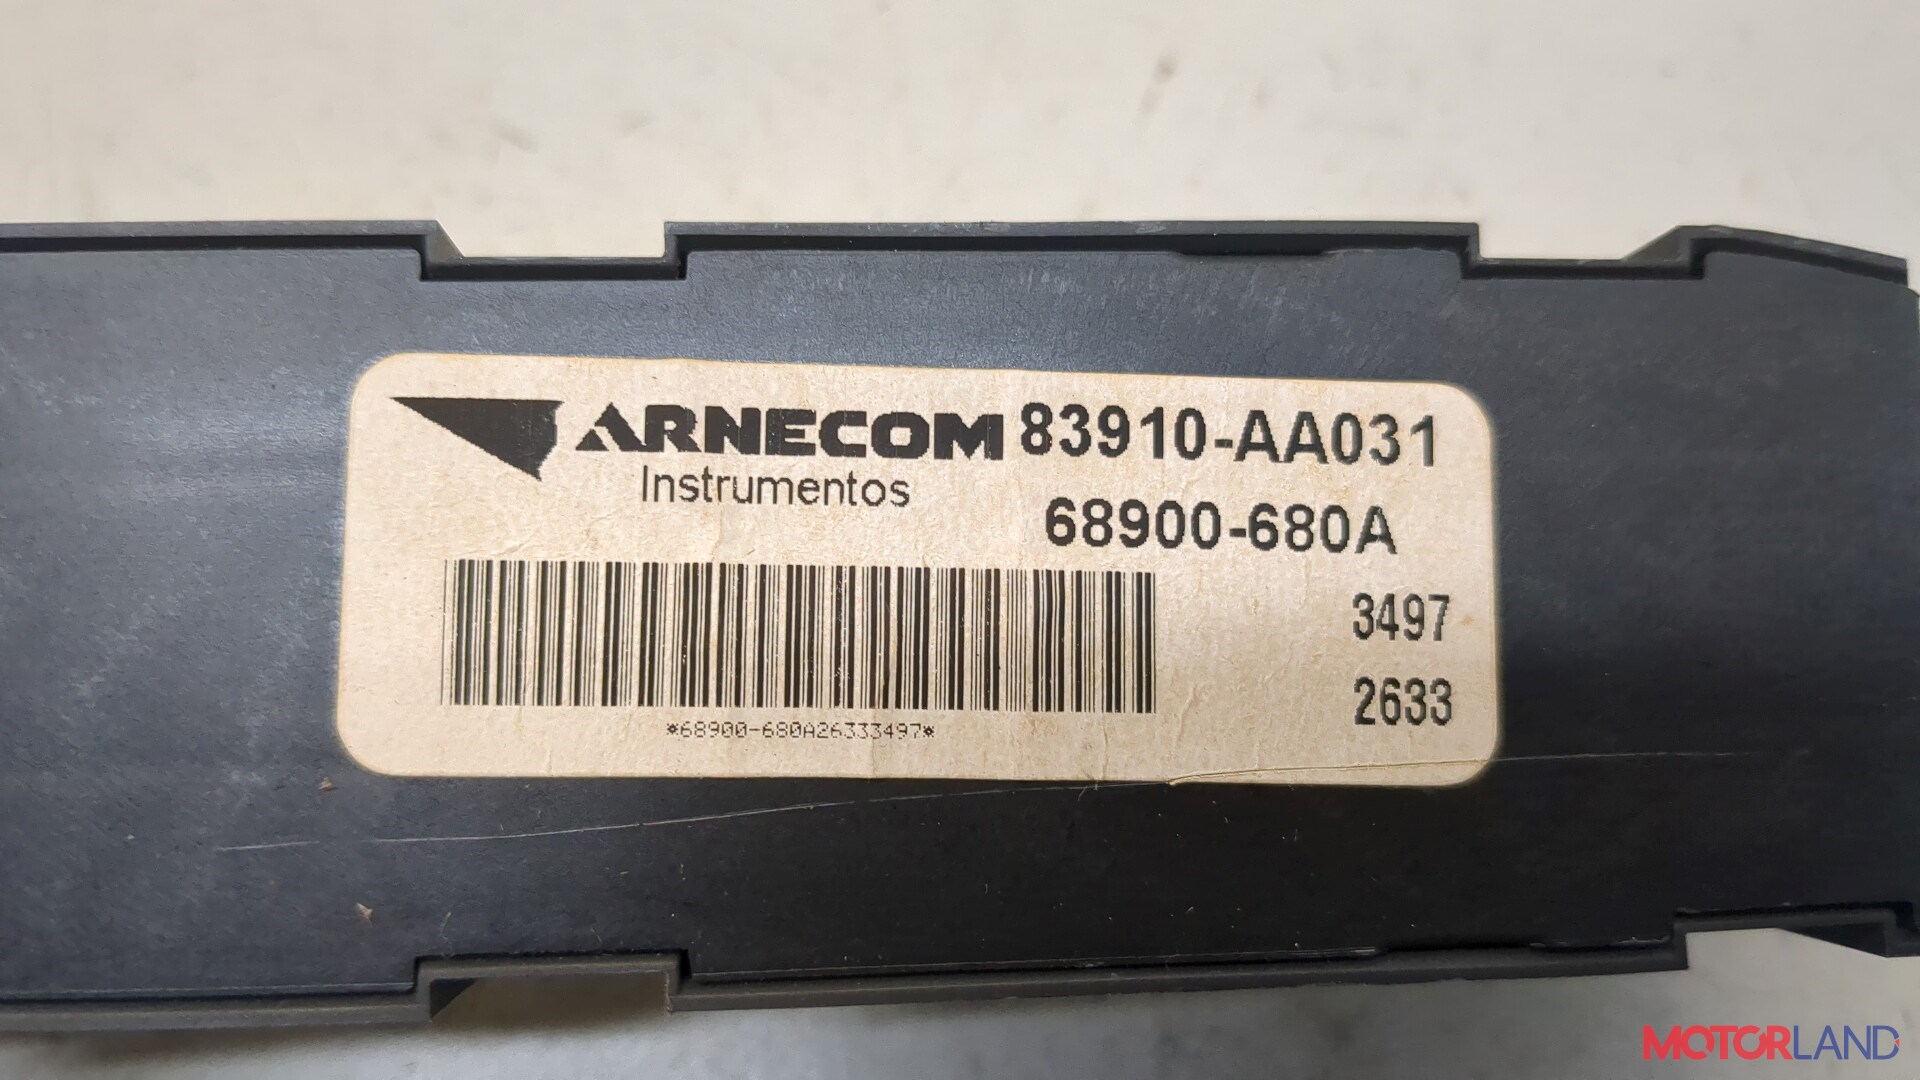 ARNECOM 83910-AA031
Instrumentos
68900-680A
3497
2633
*68900-680A26333497*
MOTORLAND